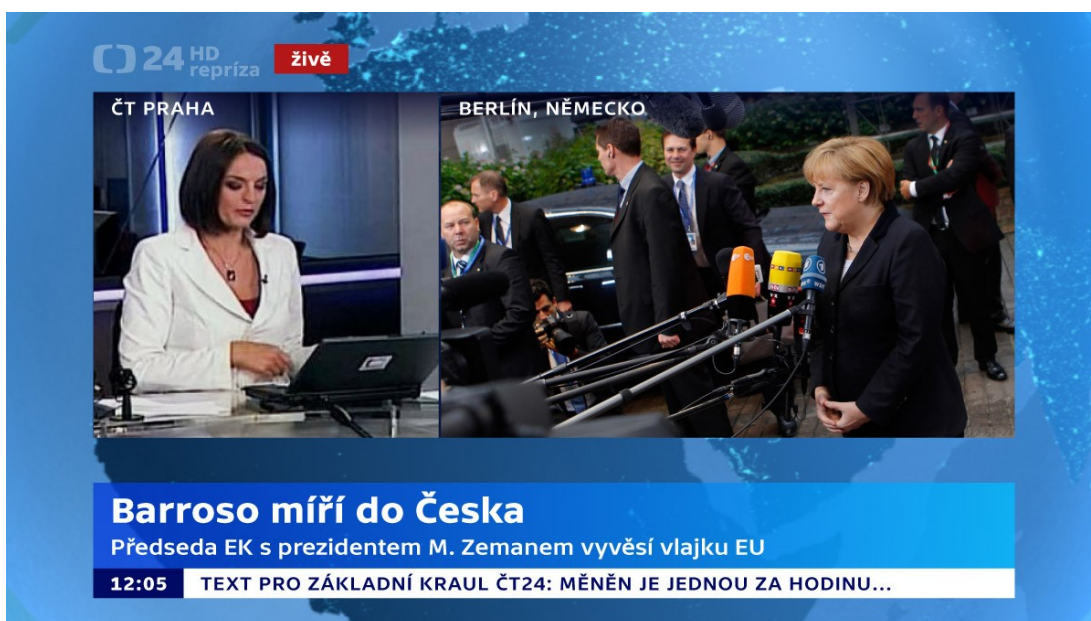 24 HD
repríza
živě
ČT PRAHA
BERLÍN, NĚMECKO
Barroso míří do Česka
Předseda EK s prezidentem M. Zemanem vyvěsí vlajku EU
12:05 TEXT PRO ZÁKLADNÍ KRAUL ČT24: MĚNĚN JE JEDNOU ZA HODINU...